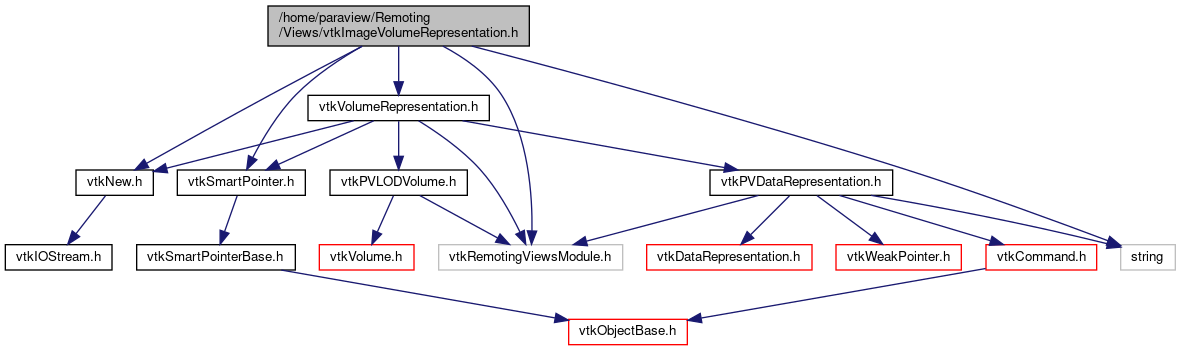 /home/paraview/Remoting
/Views/vtkImageVolumeRepresentation.h
vtkVolumeRepresentation.h
vtkNew.h
vtkSmartPointer.h
vtkPVLODVolume.h
vtkPVDataRepresentation.h
vtkIOStream.h
vtkSmartPointerBase.h
vtkVolume.h
vtkRemotingViewsModule.h
vtkDataRepresentation.h
vtkWeakPointer.h
vtkCommand.h
string
vtkObjectBase.h